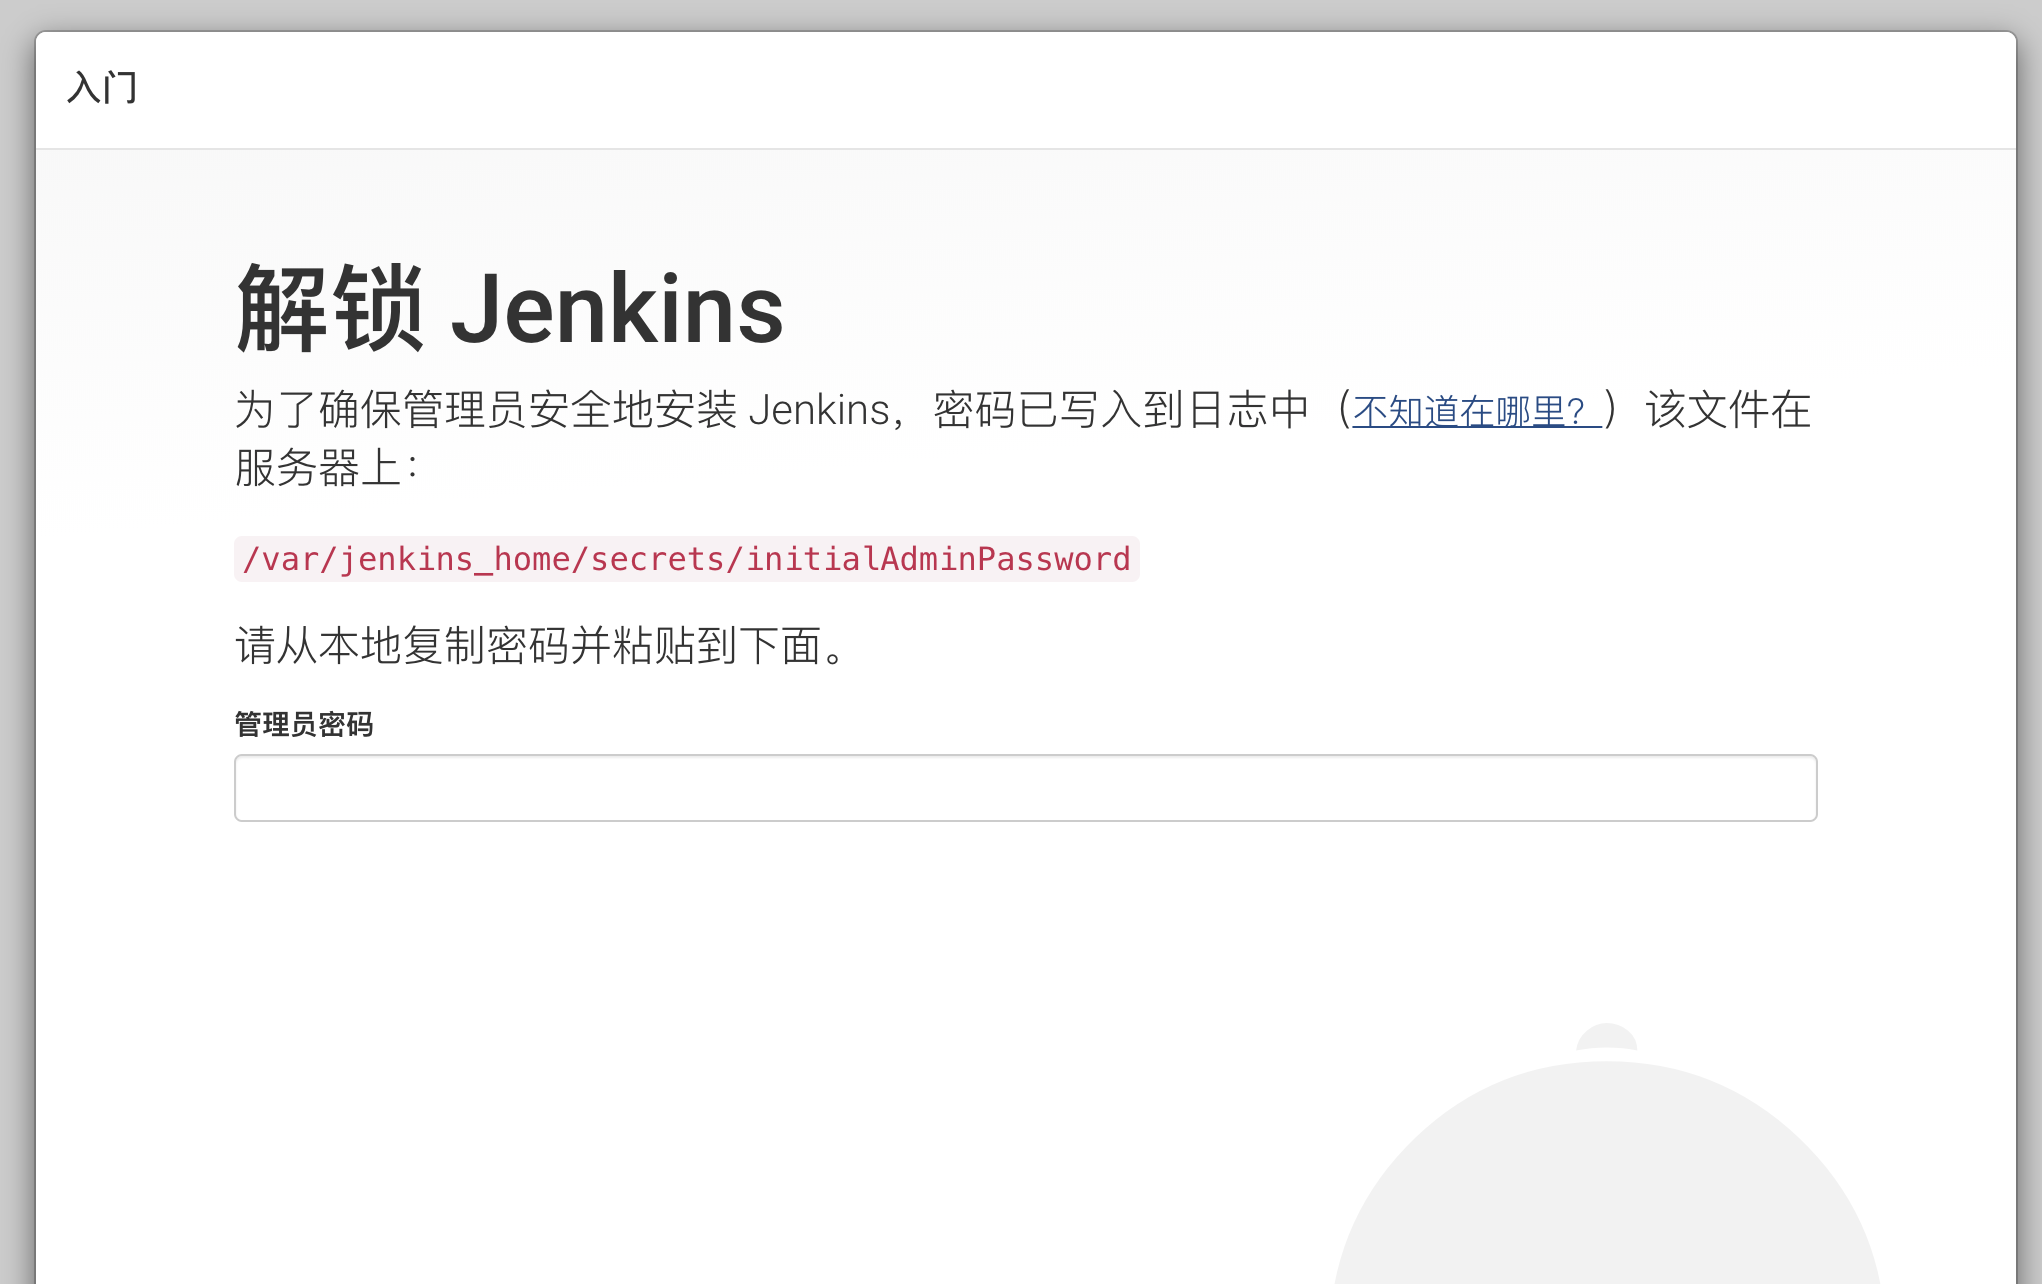 入门
解锁 Jenkins
为了确保管理员安全地安装 Jenkins，密码已写入到日志中（不知道在哪里？）该文件在
服务器上：
/var/jenkins_home/secrets/initialAdminPassword
请从本地复制密码并粘贴到下面。
管理员密码